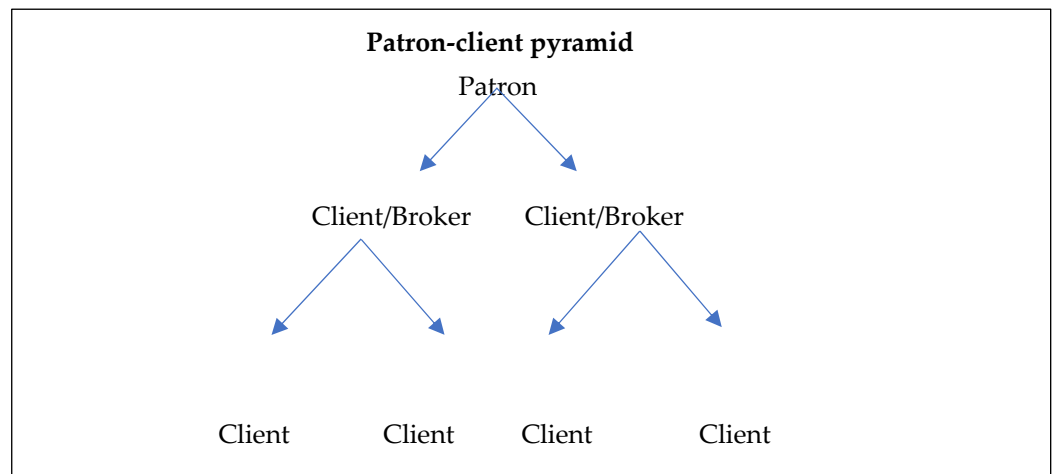 Patron-client pyramid
Patron
Client/Broker Client/Broker
Client Client Client Client